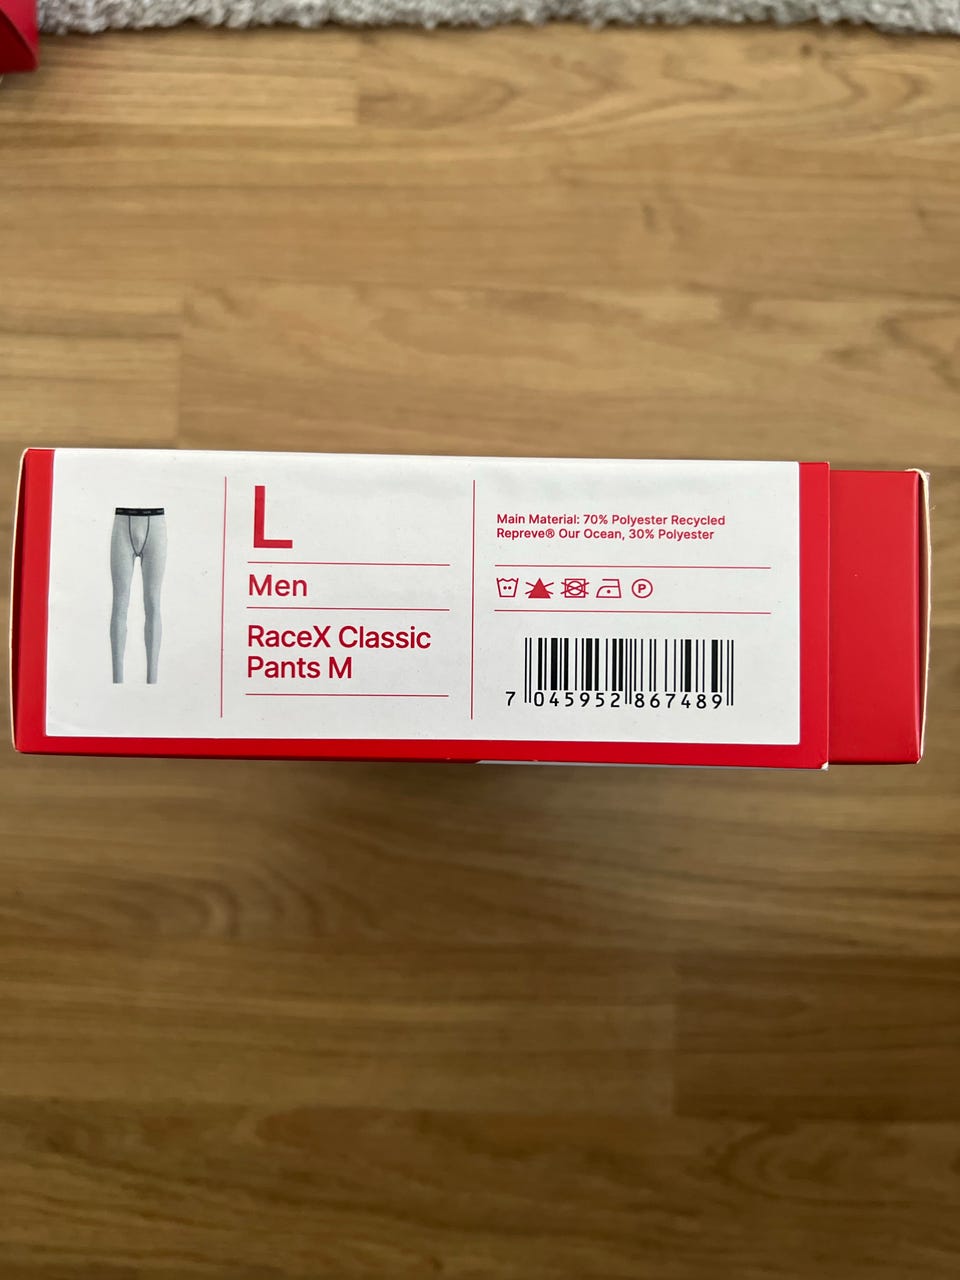 L
Men
RaceX Classic
Pants M
Main Material: 70% Polyester Recycled
Repreve® Our Ocean, 30% Polyester
P
7 045952 867489